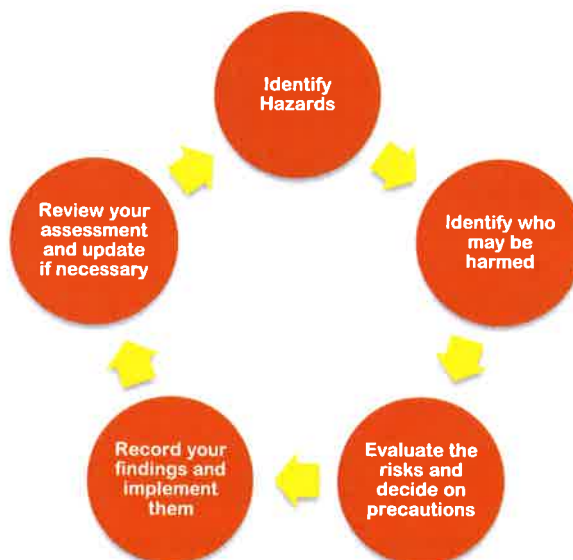 Identify
Hazards
Identify who
may be
harmed
Evaluate the
risks and
decide on
precautions
Record your
findings and
implement
them
Review your
assessment
and update
if necessary